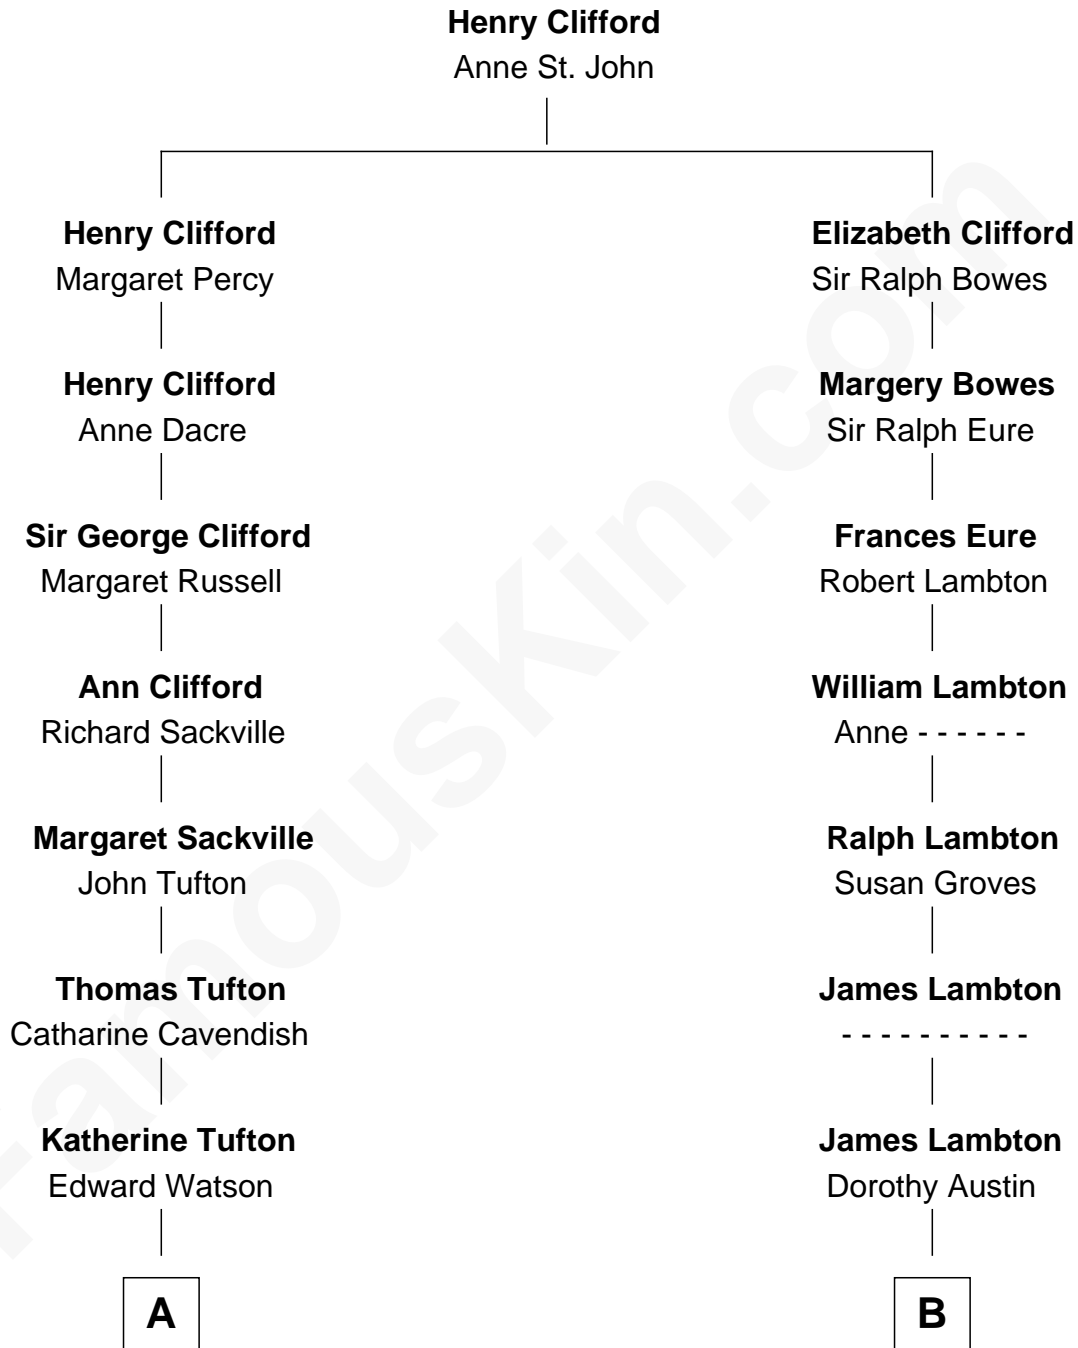 Henry Clifford
Anne St. John
Henry Clifford
Margaret Percy
Elizabeth Clifford
Sir Ralph Bowes
Henry Clifford
Anne Dacre
Margery Bowes
Sir Ralph Eure
Sir George Clifford
Margaret Russell
Frances Eure
Robert Lambton
Ann Clifford
Richard Sackville
William Lambton
Anne - - - - - -
Margaret Sackville
John Tufton
Ralph Lambton
Susan Groves
Thomas Tufton
Catharine Cavendish
James Lambton
- - - - - - - - - -
Katherine Tufton
Edward Watson
James Lambton
Dorothy Austin
A
B
FamousKin.com